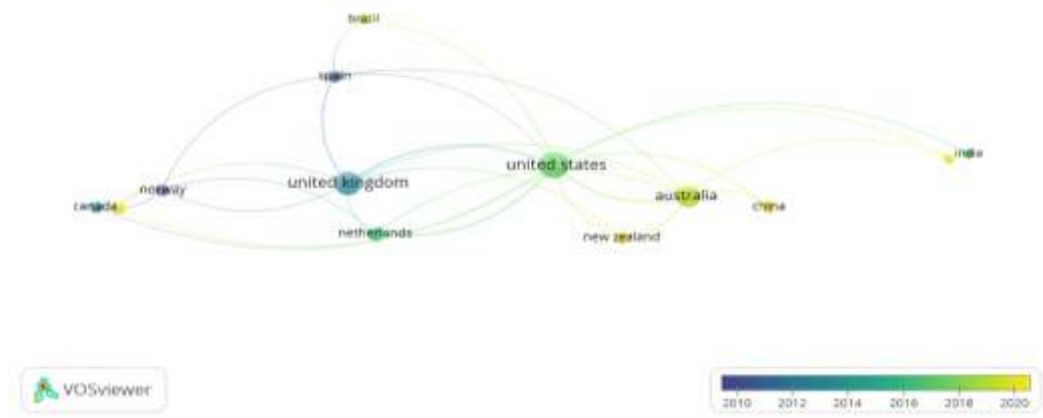 brazil
spain
united states
india
united kingdom
norway
australia
canada
china
netherlands
new zealand
VOSviewer
2010 2012 2014 2016 2018 2020